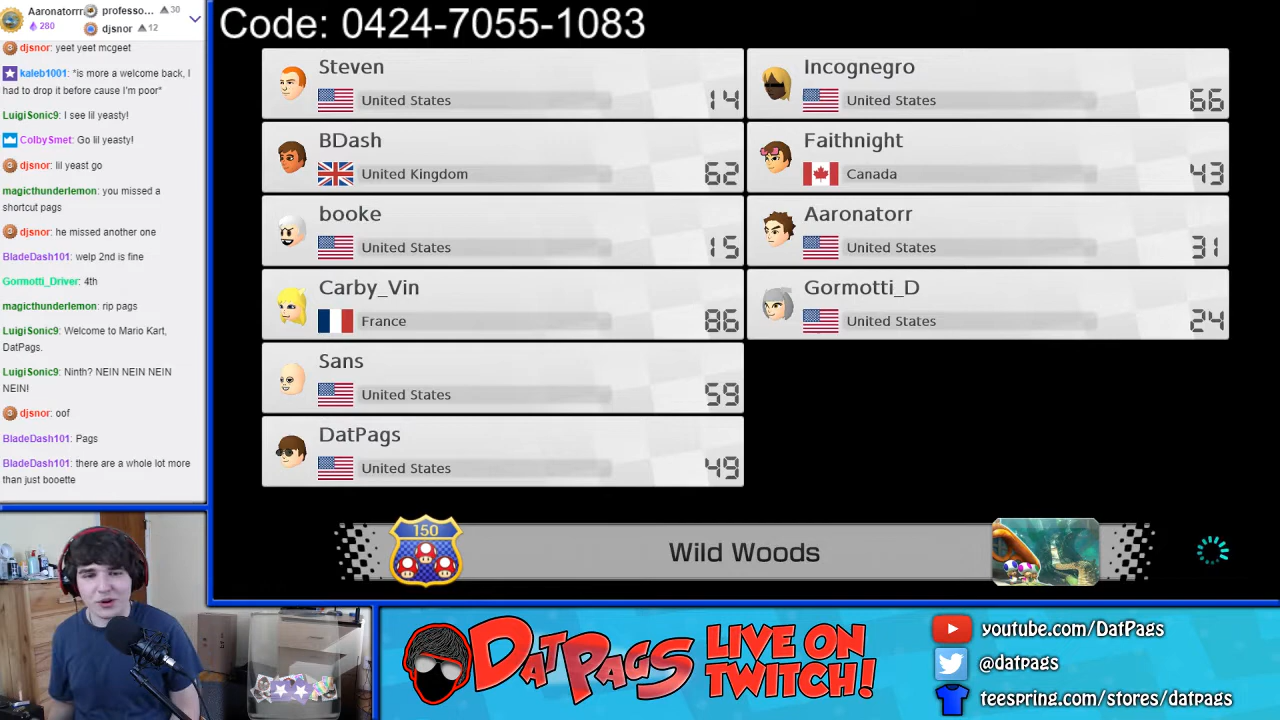 Aaronatorrr
280
professo... 30
djsnor 12
djsnor: yeet yeet mcgeet
kaleb1001: *is more a welcome back, I
had to drop it before cause I'm poor*
LuigiSonic9: I see lil yeasty!
ColbySmet: Go lil yeasty!
djsnor: lil yeast go
magicthunderlemon: you missed a
shortcut pags
djsnor: he missed another one
BladeDash101: welp 2nd is fine
Gormotti_Driver: 4th
magicthunderlemon: rip pags
LuigiSonic9: Welcome to Mario Kart,
DatPags.
LuigiSonic9: Ninth? NEIN NEIN NEIN
NEIN!
djsnor: oof
BladeDash101: Pags
BladeDash101: there are a whole lot more
than just booette
Code: 0424-7055-1083
Steven
United States 14
BDash
United Kingdom 62
booke
United States 15
Carby_Vin
France 86
Sans
United States 59
DatPags
United States 49
Incognegro
United States 66
Faithnight
Canada 43
Aaronatorr
United States 31
Gormotti_D
United States 24
150
Wild Woods
DATPAGS
LIVE ON
TWITCH!
youtube.com/DatPags
@datpags
teespring.com/stores/datpags